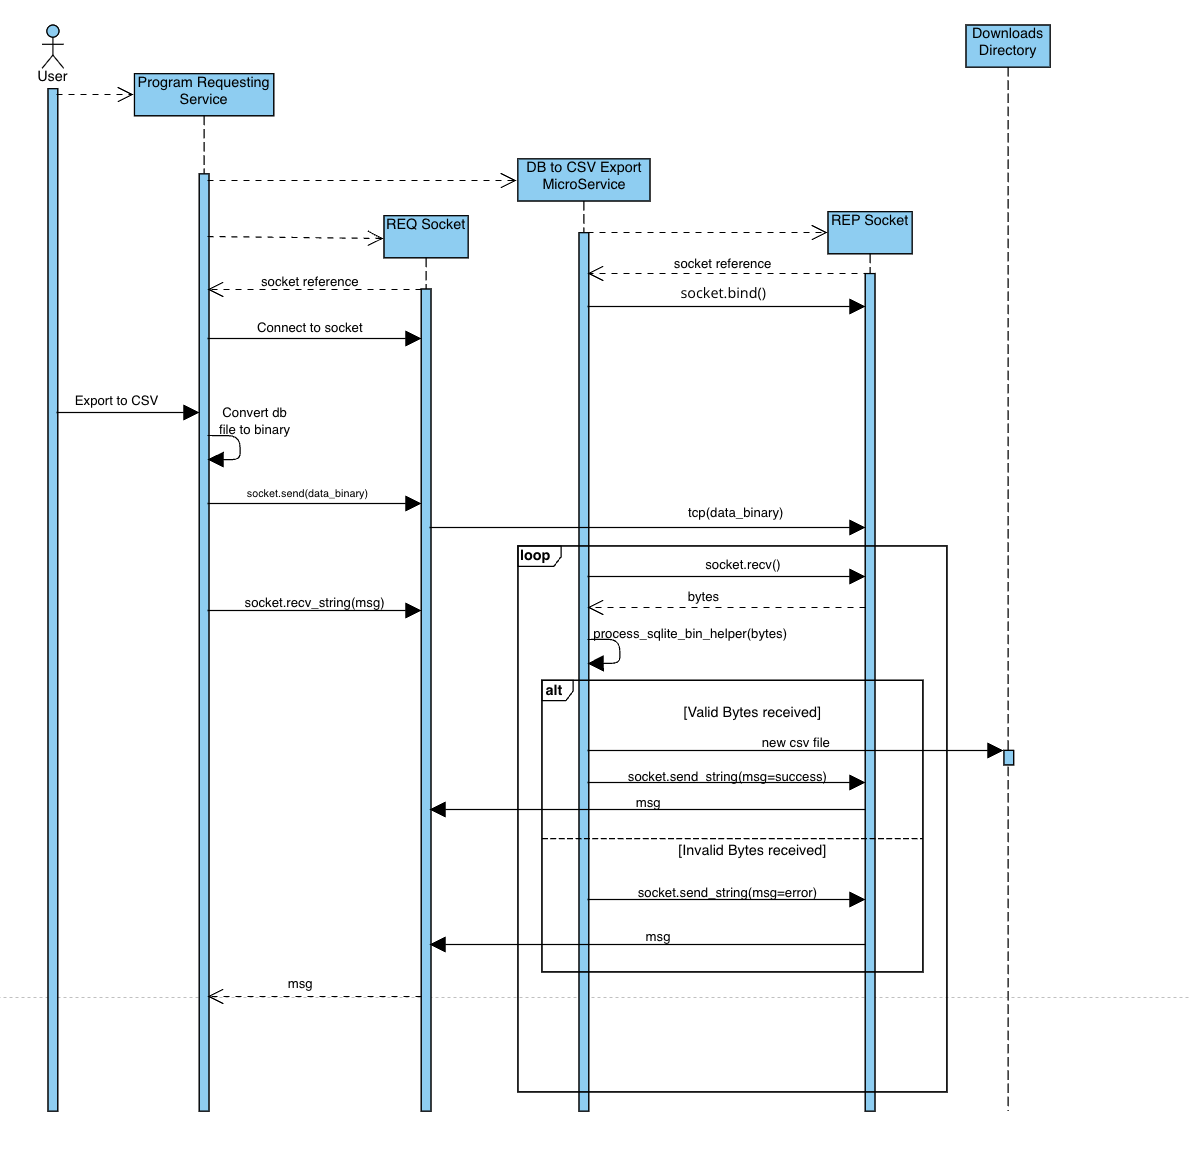 Downloads
Directory
User
Program Requesting
Service
DB to CSV Export
MicroService
REQ Socket
REP Socket
socket reference
socket reference
socket.bind()
Connect to socket
Export to CSV
Convert db
file to binary
socket.send(data_binary)
tcp(data_binary)
loop
socket.recv()
bytes
socket.recv_string(msg)
process_sqlite_bin_helper(bytes)
alt
[Valid Bytes received]
new csv file
socket.send_string(msg=success)
msg
[Invalid Bytes received]
socket.send_string(msg=error)
msg
msg